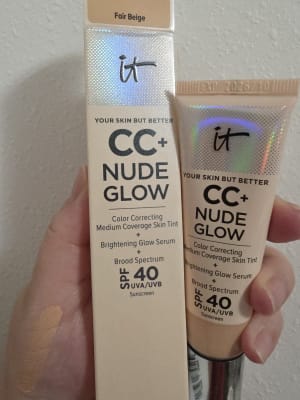 Fair Beige
it
YOUR SKIN BUT BETTER
CC+
NUDE
GLOW
Color Correcting
Medium Coverage Skin Tint
+
Brightening Glow Serum
+
Broad Spectrum
SPF 40
UVA/UVB
Sunscreen
it
YOUR SKIN BUT BETTER
CC+
NUDE
GLOW
Color Correcting
Medium Coverage Skin Tint
+
Brightening Glow Serum
+
Broad Spectrum
SPF 40
UVA/UVB
Sunscreen